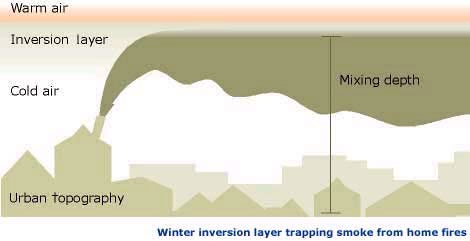 Warm air
Inversion layer
Cold air
Mixing depth
Urban topography
Winter inversion layer trapping smoke from home fires